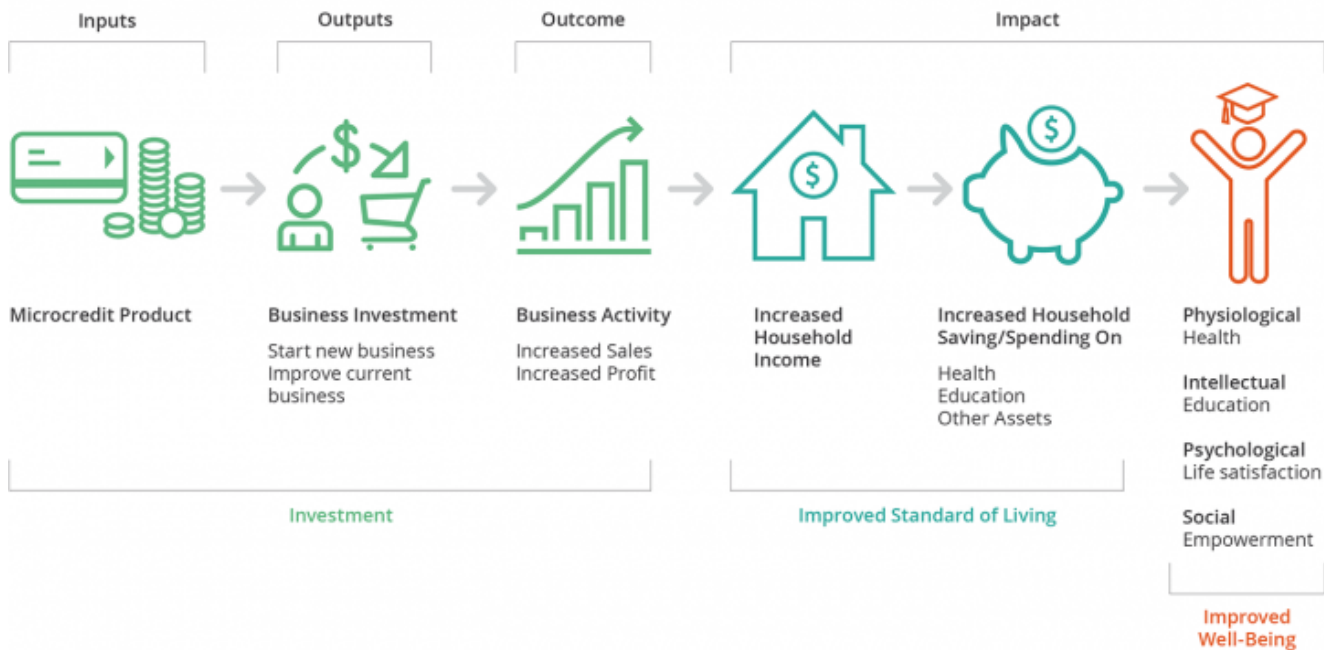 Inputs
Outputs
Outcome
Impact
$
$
$
Microcredit Product
Business Investment
Start new business
Improve current
business
Business Activity
Increased Sales
Increased Profit
Increased
Household
Income
Increased Household
Saving/Spending On
Health
Education
Other Assets
Physiological
Health
Intellectual
Education
Psychological
Life satisfaction
Social
Empowerment
Investment
Improved Standard of Living
Improved
Well-Being